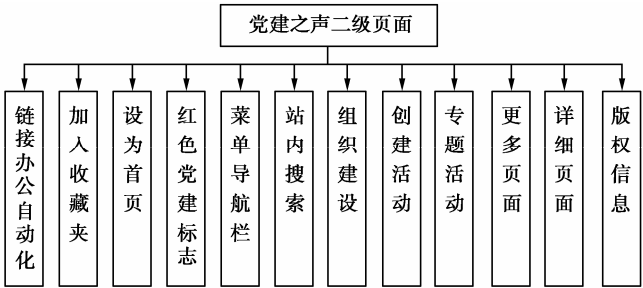 党建之声二级页面
链接办公自动化
加入收藏夹
设为首页
红色党建标志
菜单导航栏
站内搜索
组织建设
创建活动
专题活动
更多页面
详细页面
版权信息